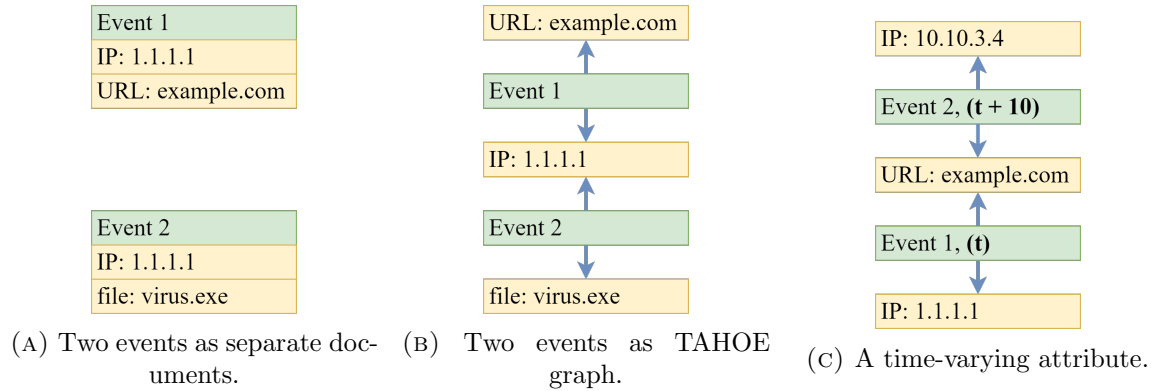 Event 1
IP: 1.1.1.1
URL: example.com
Event 2
IP: 1.1.1.1
file: virus.exe
(A) Two events as separate doc-
uments.
URL: example.com
Event 1
IP: 1.1.1.1
Event 2
file: virus.exe
(B) Two events as TAHOE
graph.
IP: 10.10.3.4
Event 2, (t + 10)
URL: example.com
Event 1, (t)
IP: 1.1.1.1
(C) A time-varying attribute.